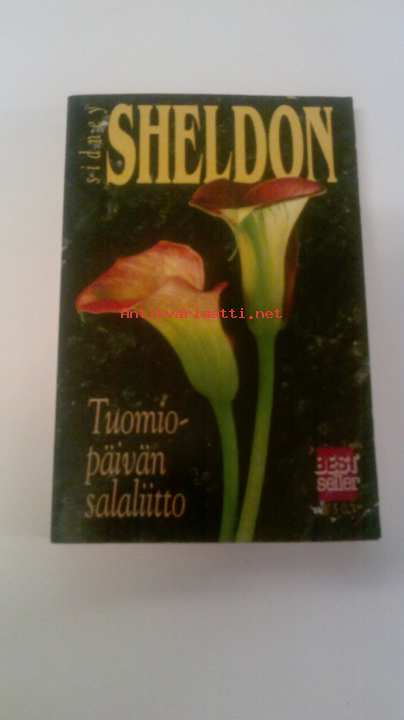 sidney
SHELDON
Antikvariaatti.net
Tuomio-
päivän
salaliitto
BEST
seller